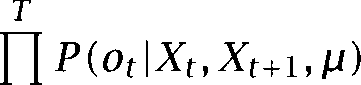 T
∏ P(o_t|X_t, X_{t+1}, μ)